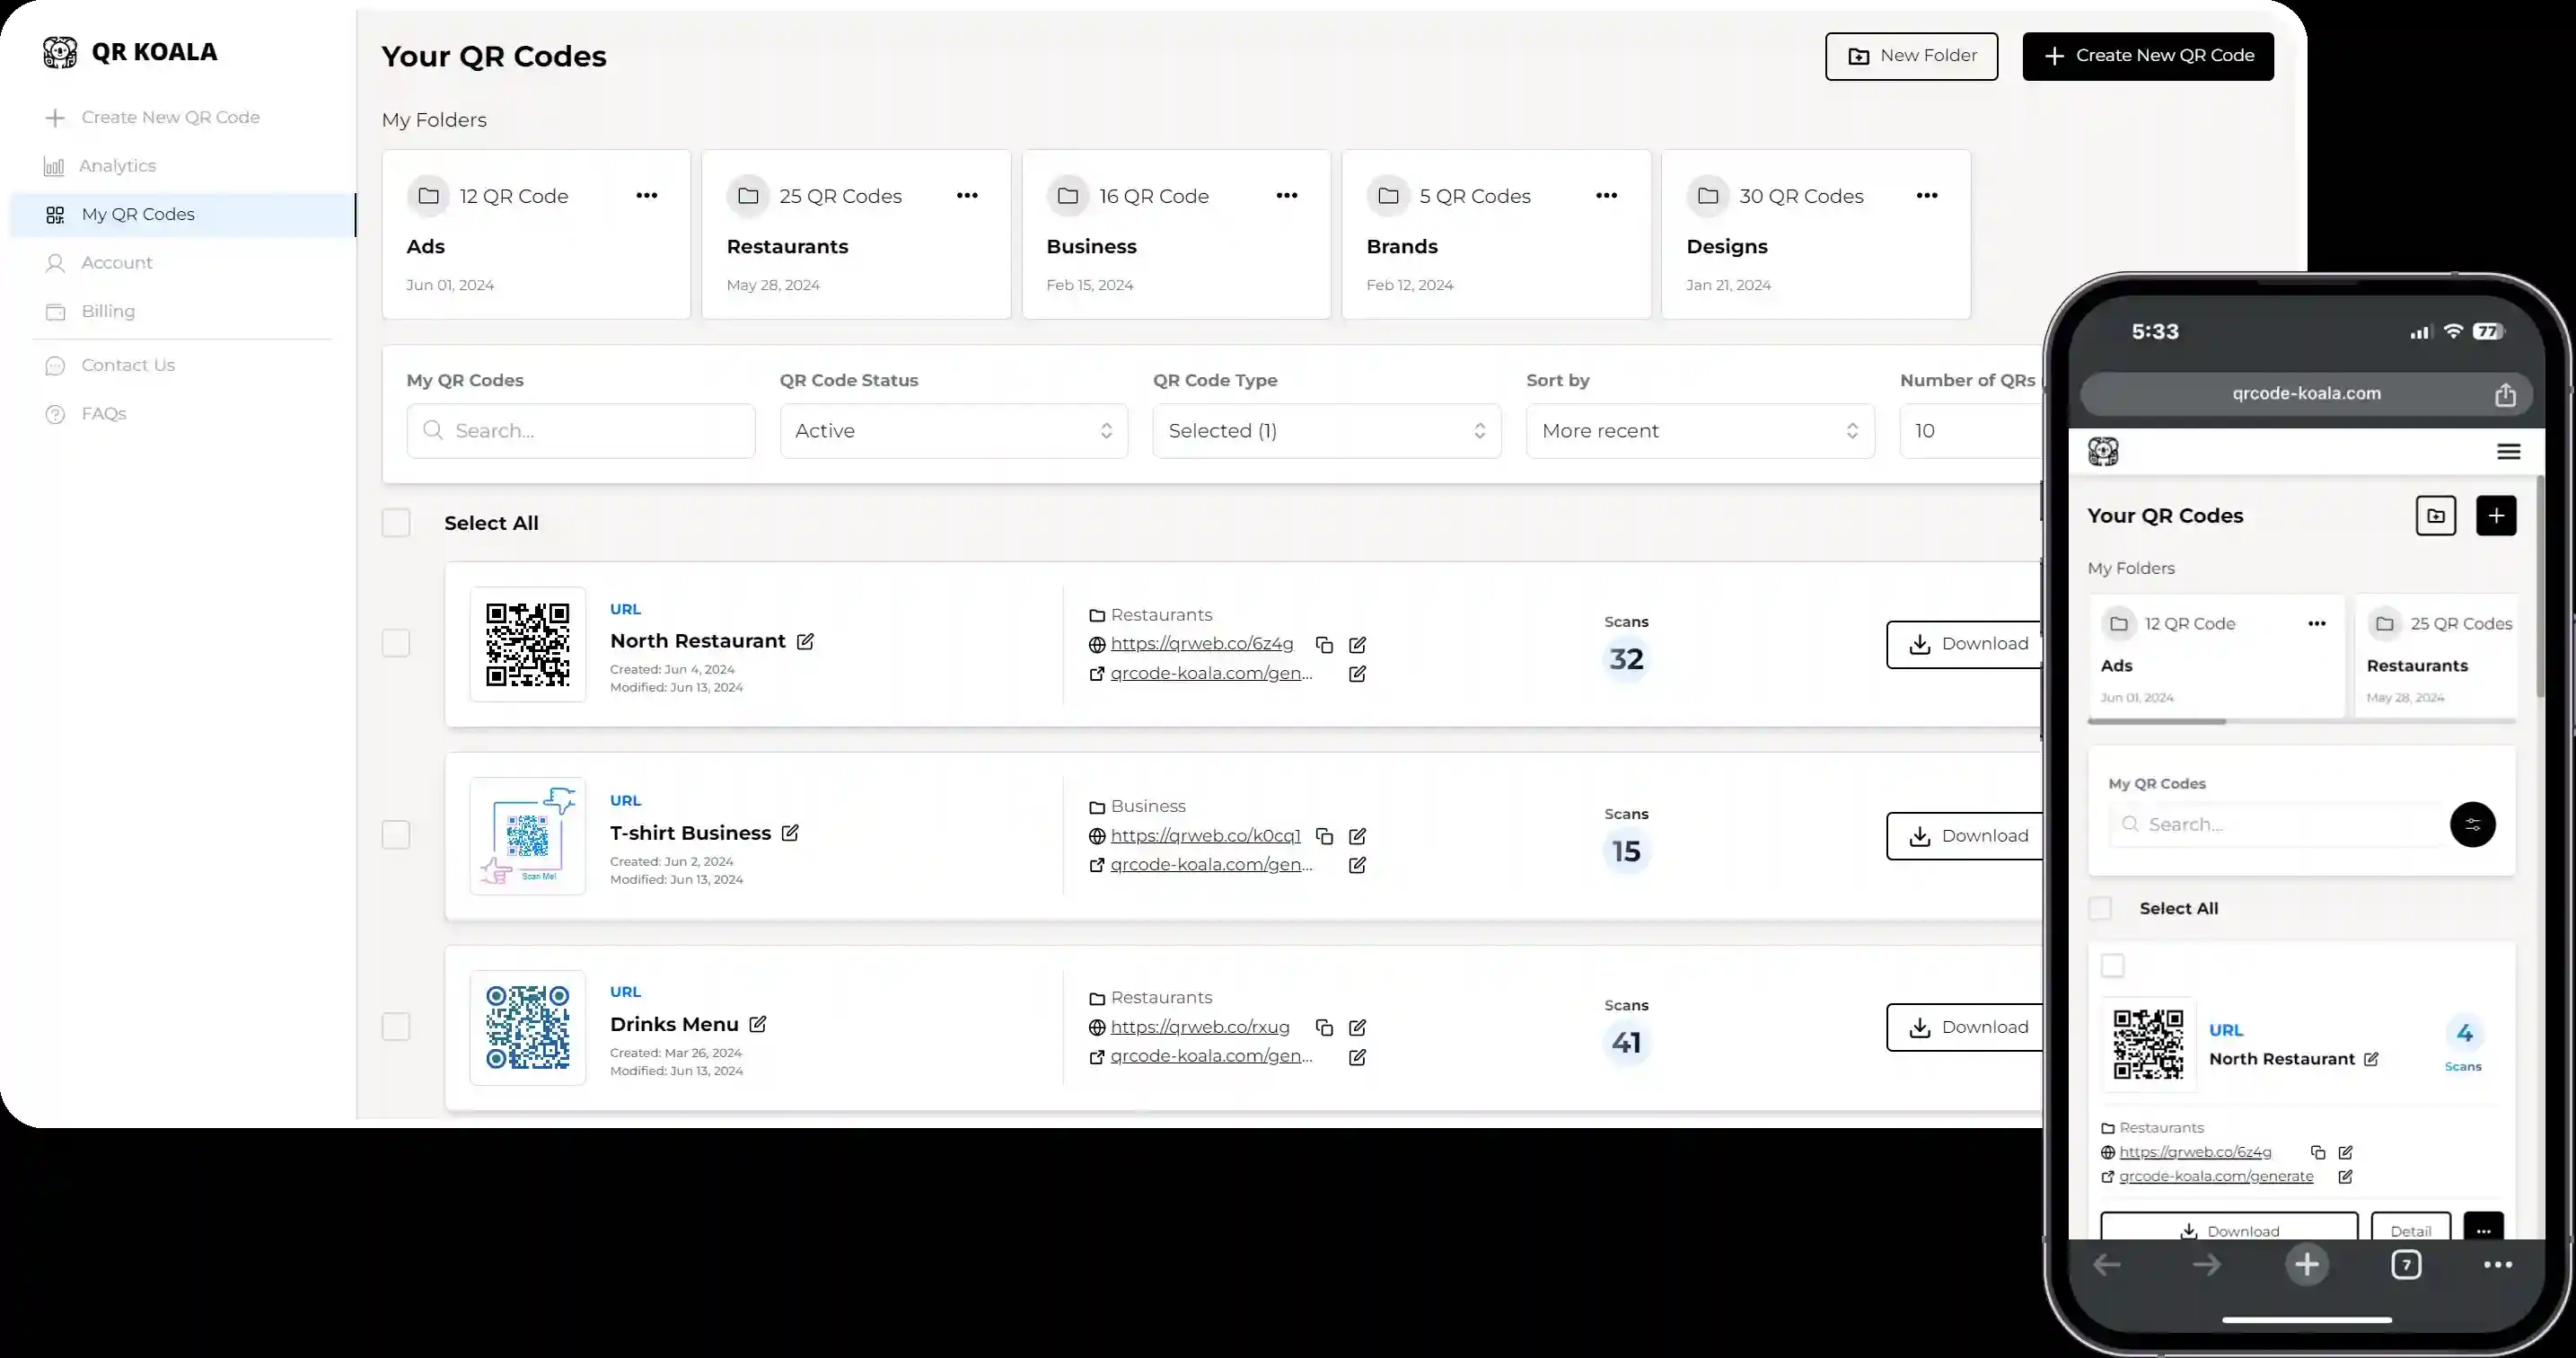 QR KOALA
Create New QR Code
Analytics
My QR Codes
Account
Billing
Contact Us
FAQs
Your QR Codes
New Folder
Create New QR Code
My Folders
12 QR Code
Ads
Jun 01, 2024
25 QR Codes
Restaurants
May 28, 2024
16 QR Code
Business
Feb 15, 2024
5 QR Codes
Brands
Feb 12, 2024
30 QR Codes
Designs
Jan 21, 2024
My QR Codes
Search...
QR Code Status
Active
QR Code Type
Selected (1)
Sort by
More recent
Number of QRs
10
Select All
URL
North Restaurant
Created: Jun 4, 2024
Modified: Jun 13, 2024
Restaurants
https://qrweb.co/6z4g
qrcode-koala.com/gen...
Scans
32
Download
Scan Me!
URL
T-shirt Business
Created: Jun 2, 2024
Modified: Jun 13, 2024
Business
https://qrweb.co/k0cq1
qrcode-koala.com/gen...
Scans
15
Download
URL
Drinks Menu
Created: Mar 26, 2024
Modified: Jun 13, 2024
Restaurants
https://qrweb.co/rxug
qrcode-koala.com/gen...
Scans
41
Download
5:33
77
qrcode-koala.com
Your QR Codes
My Folders
12 QR Code
Ads
Jun 01, 2024
25 QR Codes
Restaurants
May 28, 2024
My QR Codes
Search...
Select All
URL
North Restaurant
4
Scans
Restaurants
https://qrweb.co/6z4g
qrcode-koala.com/generate
Download
Detail
7